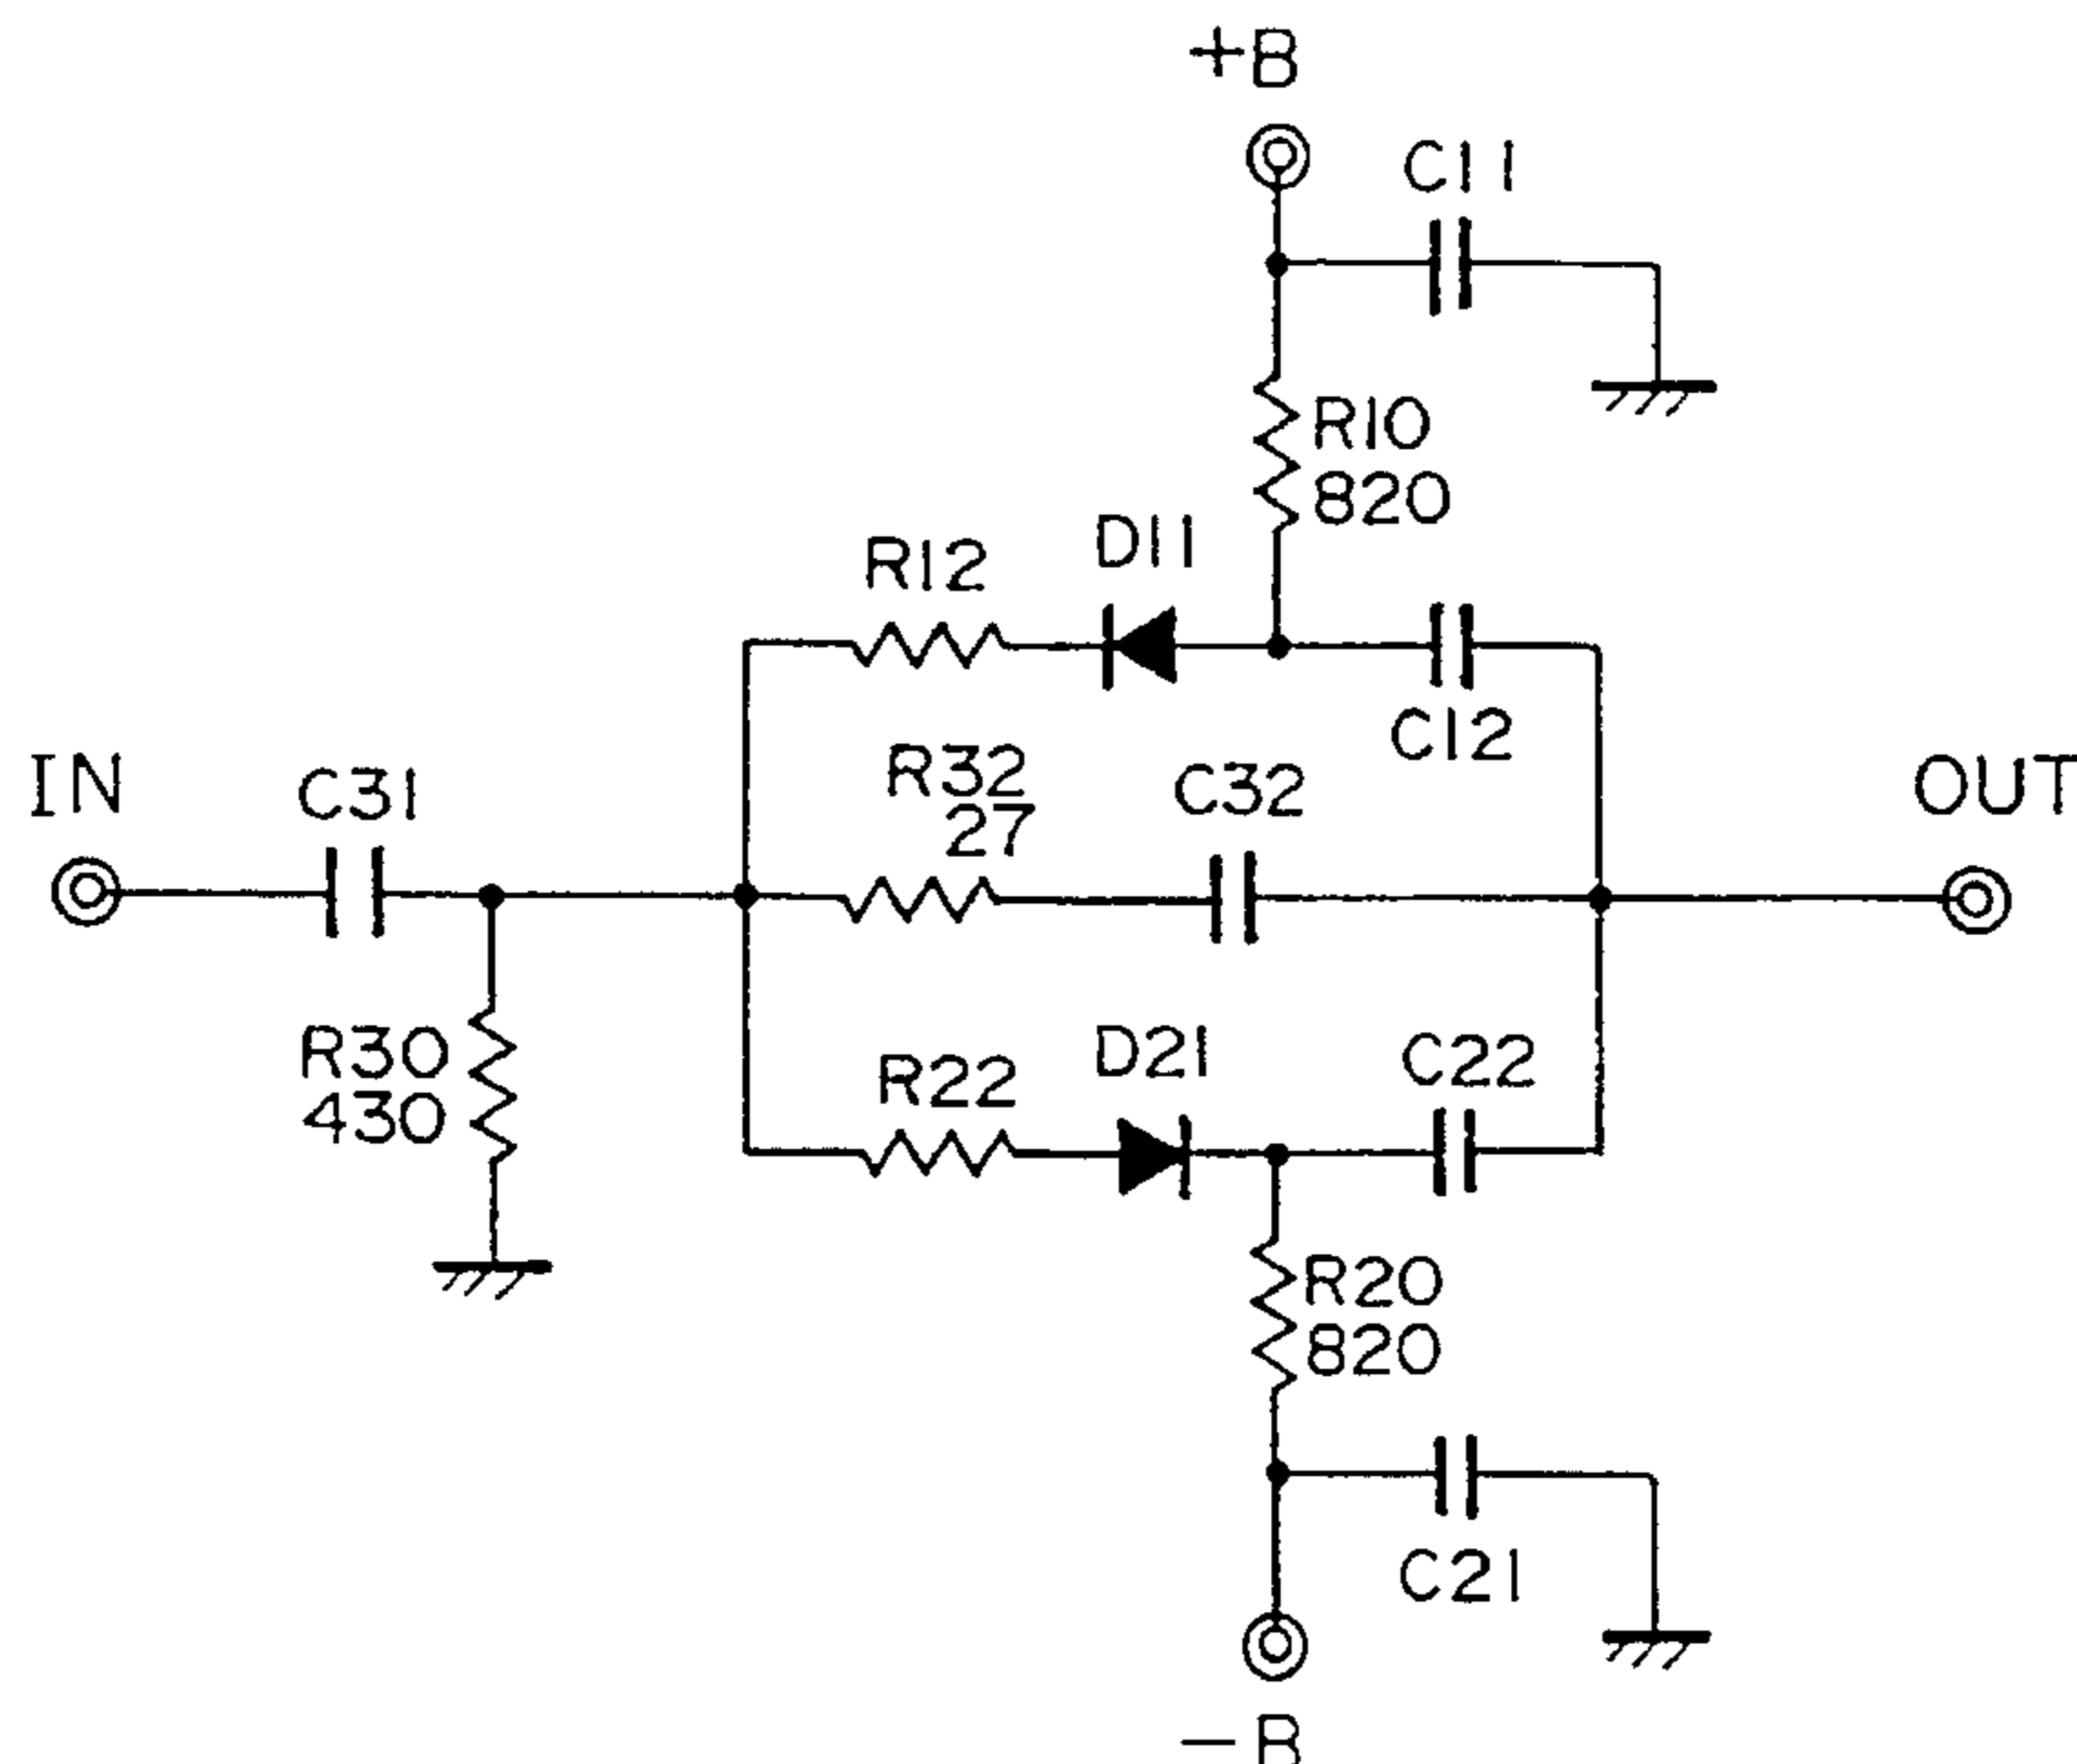 +B
C11
R10
820
D11
R12
C12
R32
27
C32
IN
C31
OUT
R30
430
D21
R22
C22
R20
820
C21
-B